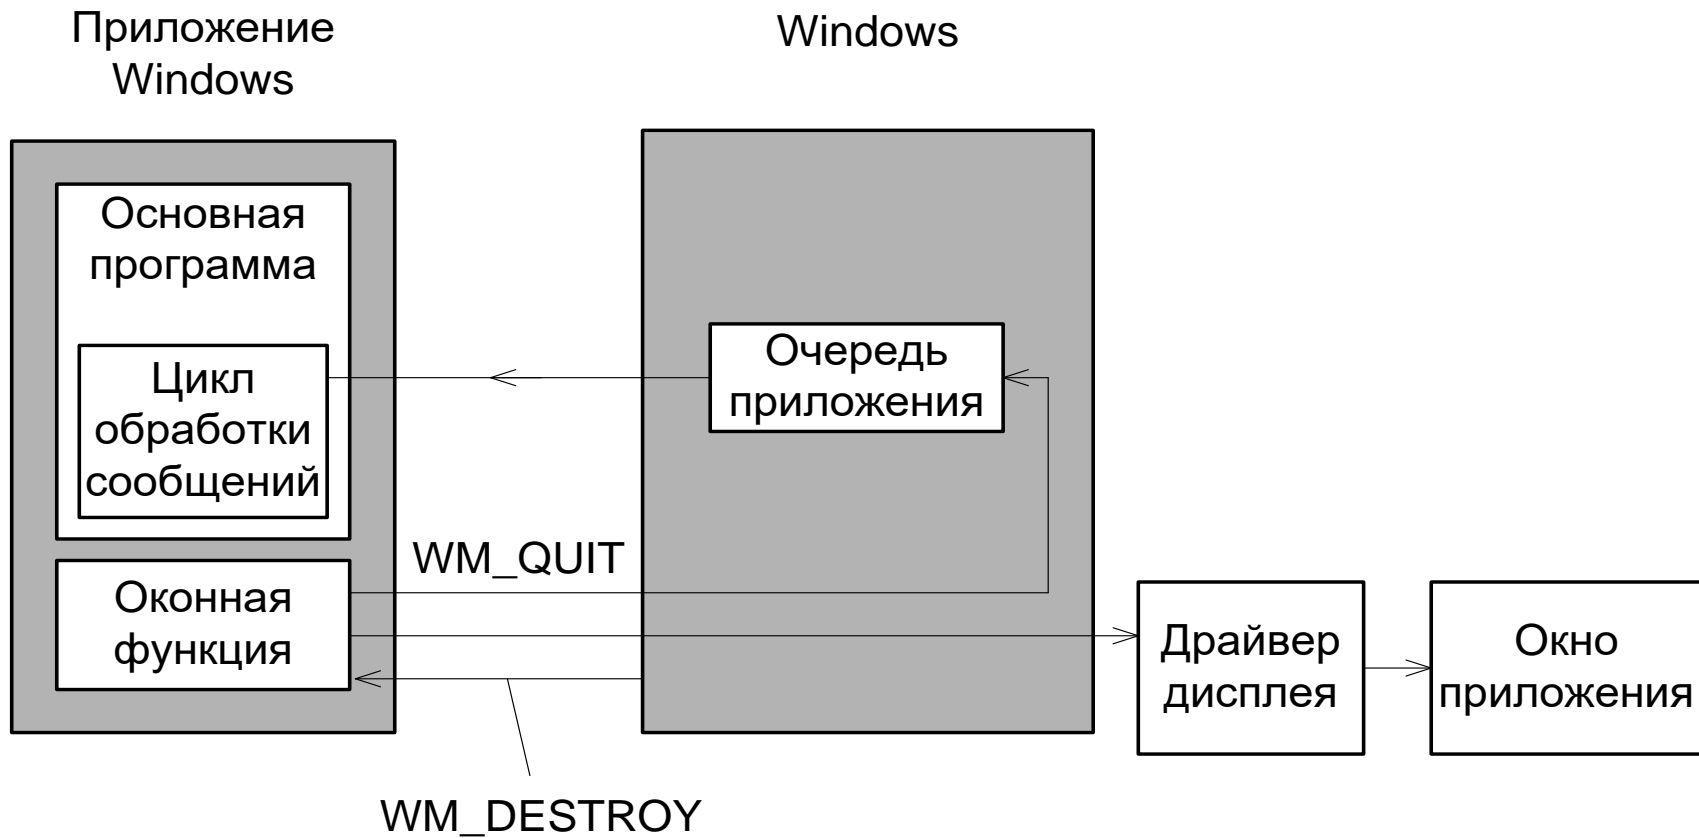 Приложение
Windows
Windows
Основная
программа
Цикл
обработки
сообщений
Очередь
приложения
WM_QUIT
Оконная
функция
Драйвер
дисплея
Окно
приложения
WM_DESTROY